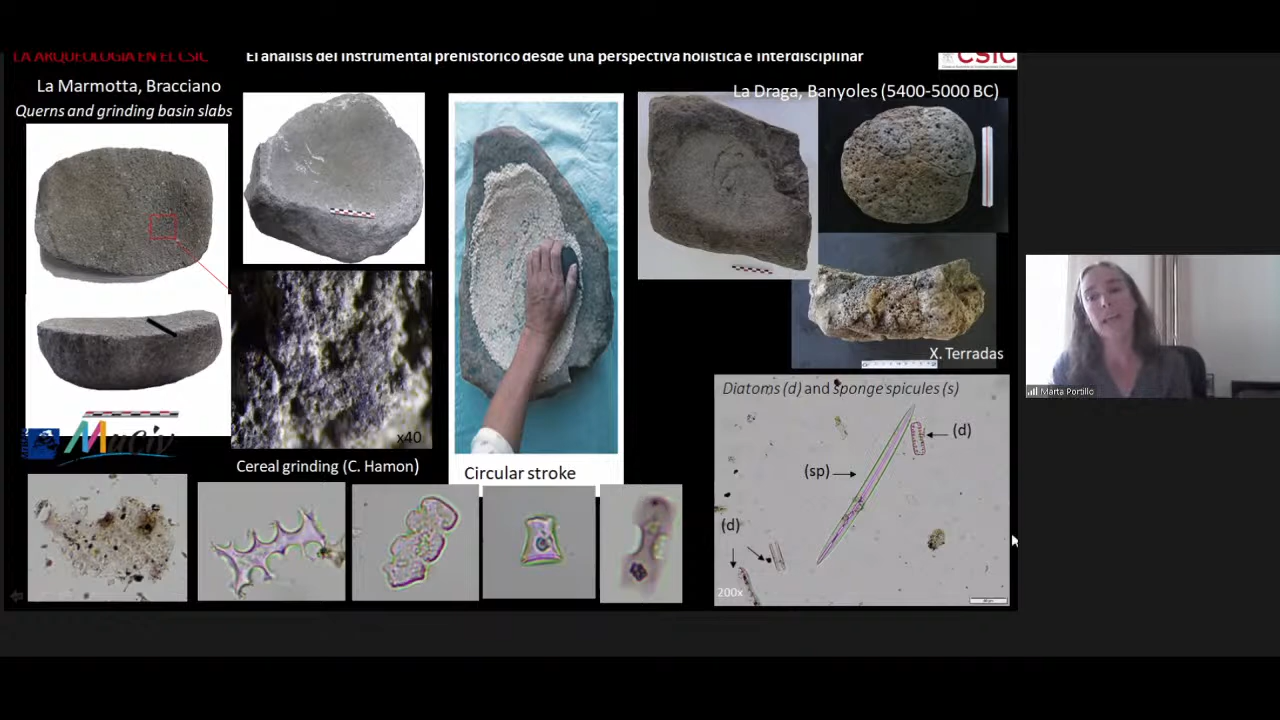 LA ARQUEOLOGÍA EN EL CSIC
El análisis del instrumental prehistórico desde una perspectiva holística e interdisciplinar
CSIC
La Marmotta, Bracciano
Querns and grinding basin slabs
La Draga, Banyoles (5400-5000 BC)
X. Terradas
x40
Cereal grinding (C. Hamon)
Circular stroke
Diatoms (d) and sponge spicules (s)
(d)
(sp)
(d)
200x
MuCiv
Marta Portillo